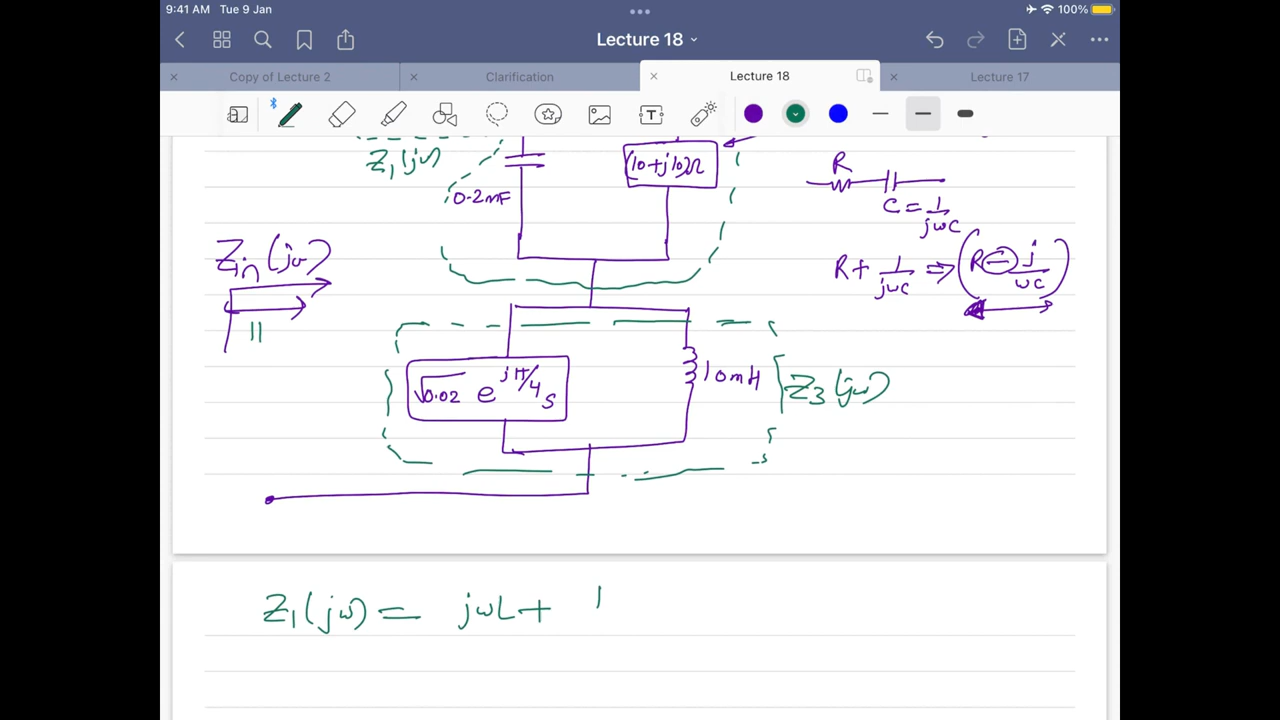 9:41 AM Tue 9 Jan
100%
Lecture 18
Copy of Lecture 2
Clarification
Lecture 18
Lecture 17
T
Z₁(jω)
0.2mF
(10+j10)Ω
R
C = 1/jωC
R + 1/jωC ⇒ (R − j/ωC)
Zin(jω)
11
√0.02 e^jπ/4 S
10mH
Z₃(jω)
Z₁(jω) = jωL + 1